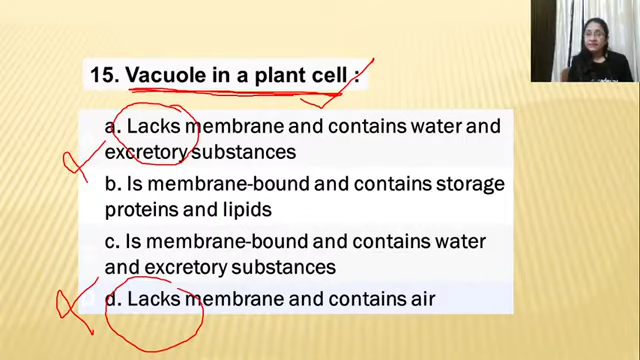 15. Vacuole in a plant cell :
a. Lacks membrane and contains water and
excretory substances
b. Is membrane-bound and contains storage
proteins and lipids
c. Is membrane-bound and contains water
and excretory substances
d. Lacks membrane and contains air